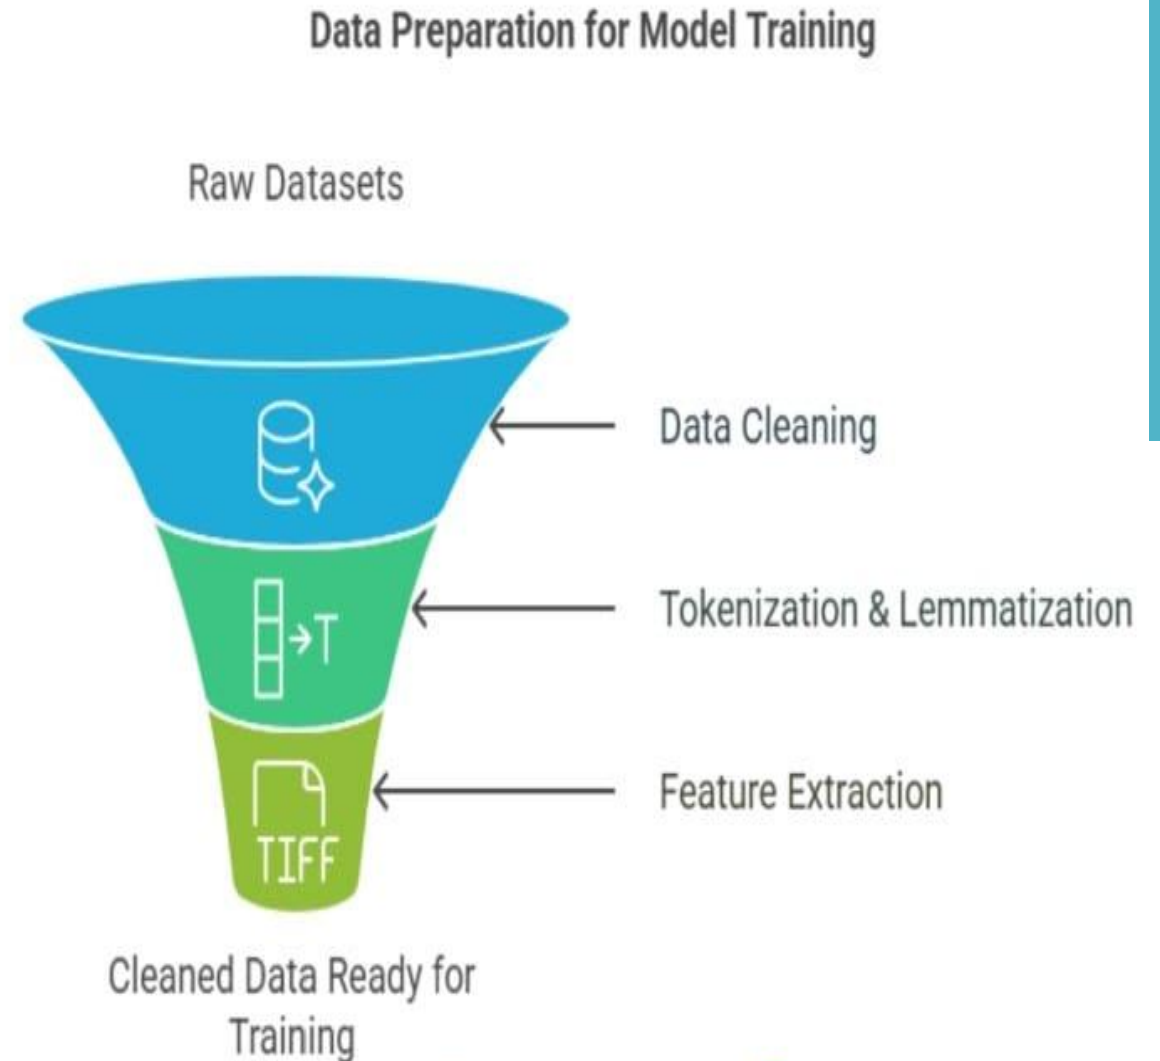 Data Preparation for Model Training
Raw Datasets
Data Cleaning
T
Tokenization & Lemmatization
Feature Extraction
TIFF
Cleaned Data Ready for
Training